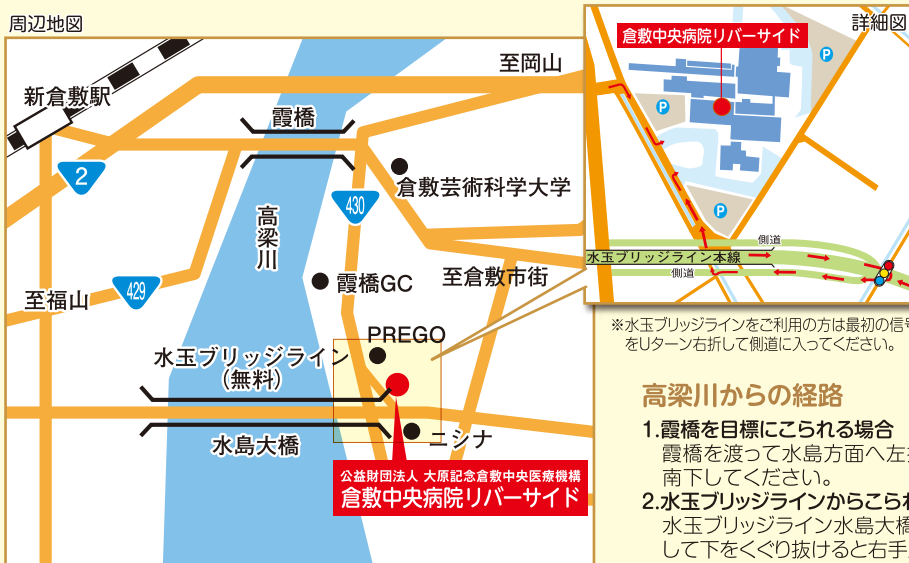 周辺地図
新倉敷駅
2
霞橋
至岡山
倉敷芸術科学大学
430
高梁川
霞橋GC
至倉敷市街
429
至福山
PREGO
水玉ブリッジライン
(無料)
水島大橋
ニシナ
公益財団法人 大原記念倉敷中央医療機構
倉敷中央病院リバーサイド
詳細図
倉敷中央病院リバーサイド
P
P
P
側道
水玉ブリッジライン本線
側道
※水玉ブリッジラインをご利用の方は最初の信号
をUターン右折して側道に入ってください。
高梁川からの経路
1.霞橋を目標にこられる場合
霞橋を渡って水島方面へ左
南下してください。
2.水玉ブリッジラインからこられ
水玉ブリッジライン水島大橋
して下をくぐり抜けると右手